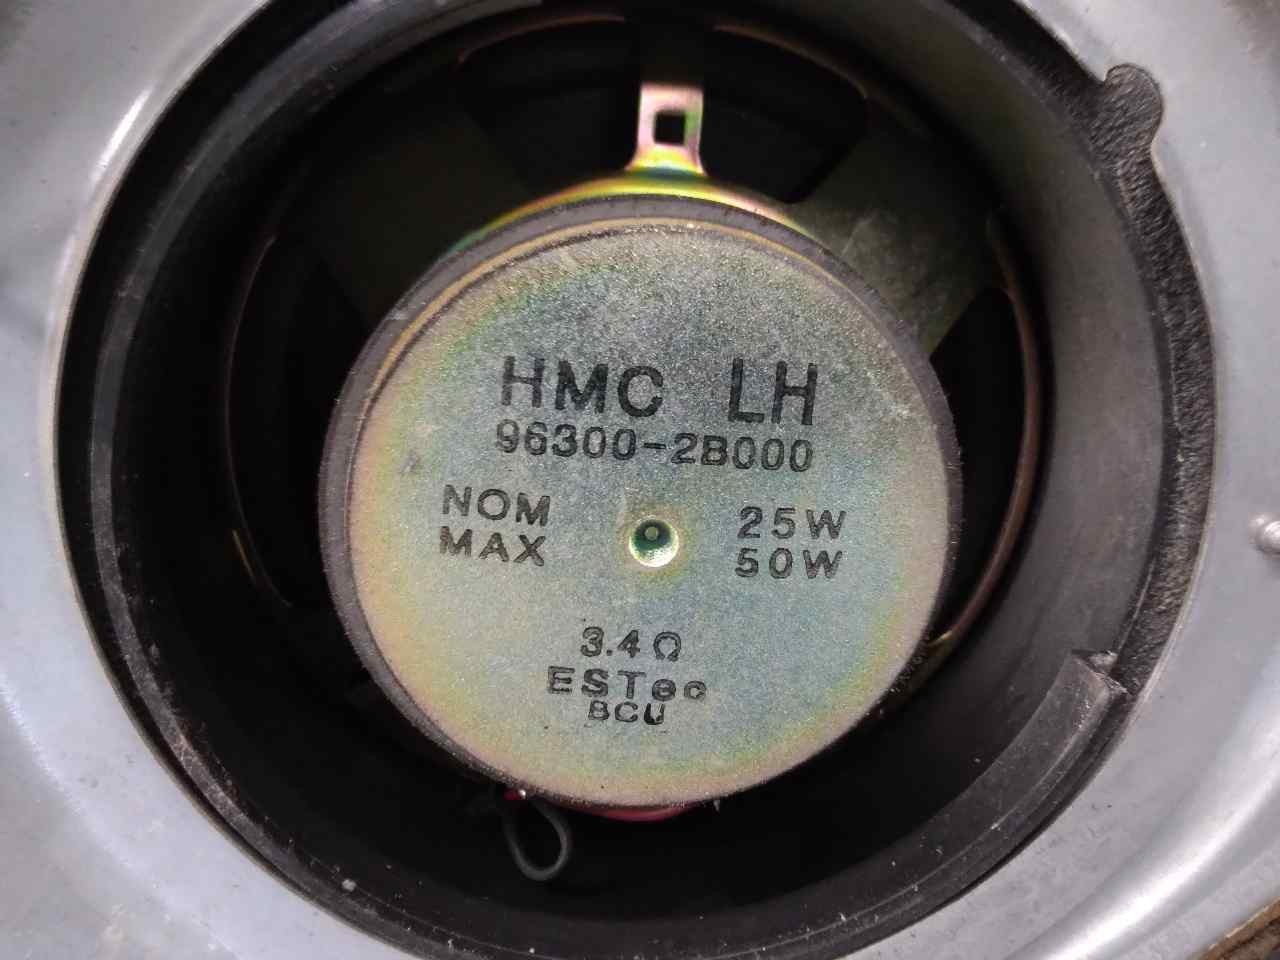 HMC LH
96300-2B000
NOM 25W
MAX 50W
3.4Ω
ESTec
BCU